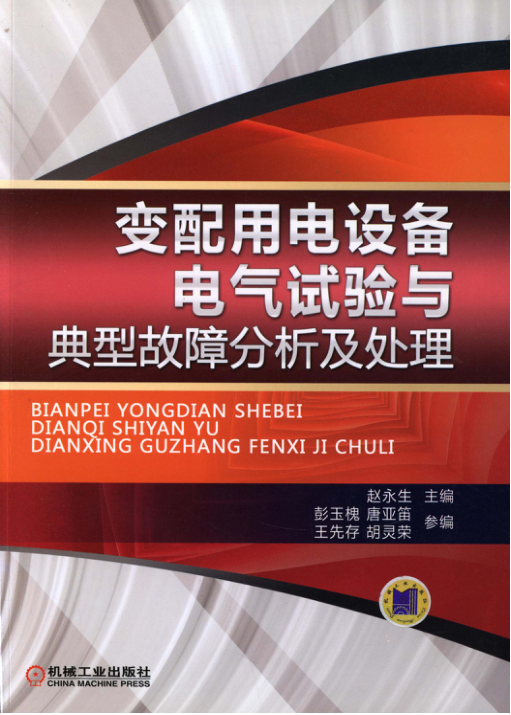 变配用电设备
电气试验与
典型故障分析及处理
BIANPEI YONGDIAN SHEBEI
DIANQI SHIYAN YU
DIANXING GUZHANG FENXI JI CHULI
赵永生 主编
彭玉槐 唐亚笛
王先存 胡灵荣 参编
机械工业出版社
CHINA MACHINE PRESS